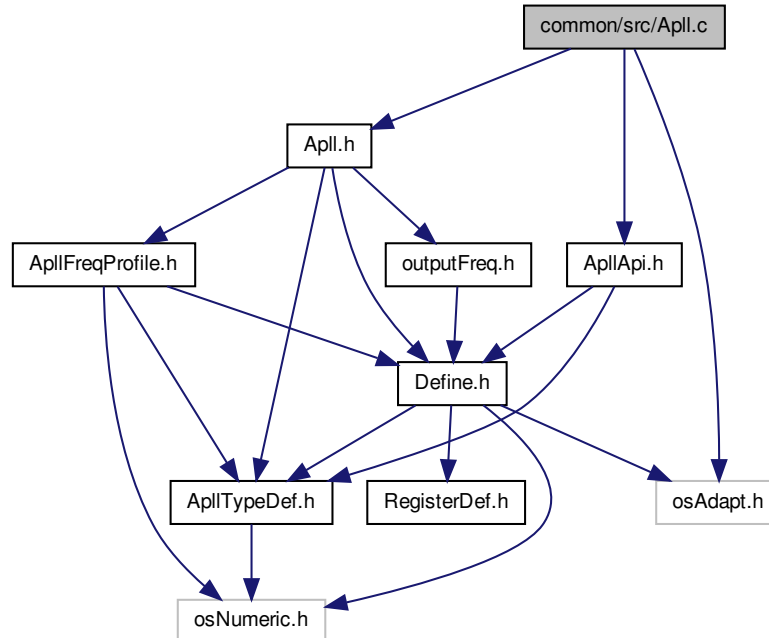 common/src/Apll.c
Apll.h
ApllFreqProfile.h
outputFreq.h
ApllApi.h
Define.h
ApllTypeDef.h
RegisterDef.h
osAdapt.h
osNumeric.h